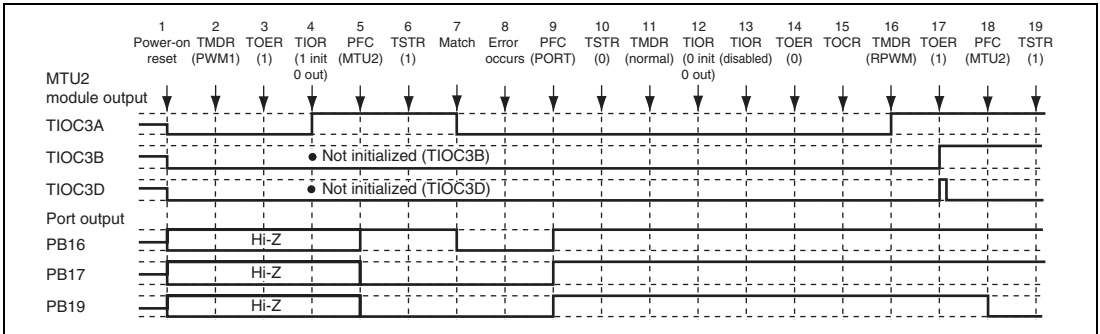 1 2 3 4 5 6 7 8 9 10 11 12 13 14 15 16 17 18 19
Power-on TMDR TOER TIOR PFC TSTR Match Error PFC TSTR TMDR TIOR TIOR TOER TOCR TMDR TOER PFC TSTR
reset (PWM1) (1) (1 init (MTU2) (1) occurs (PORT) (0) (normal) (0 init (disabled) (0) (RPWM) (1) (MTU2) (1)
0 out) 0 out)
MTU2
module output
TIOC3A
TIOC3B • Not initialized (TIOC3B)
TIOC3D • Not initialized (TIOC3D)
Port output
PB16 Hi-Z
PB17 Hi-Z
PB19 Hi-Z